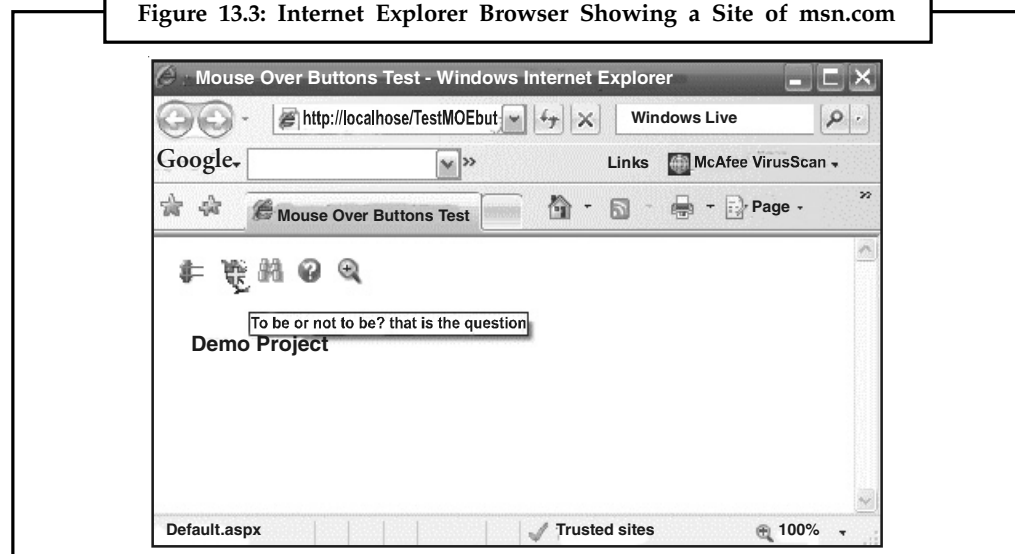 Figure 13.3: Internet Explorer Browser Showing a Site of msn.com
Mouse Over Buttons Test - Windows Internet Explorer
http://localhose/TestMOEbut
Windows Live
Google
Links McAfee VirusScan
Mouse Over Buttons Test
Page
To be or not to be? that is the question
Demo Project
Default.aspx
Trusted sites
100%